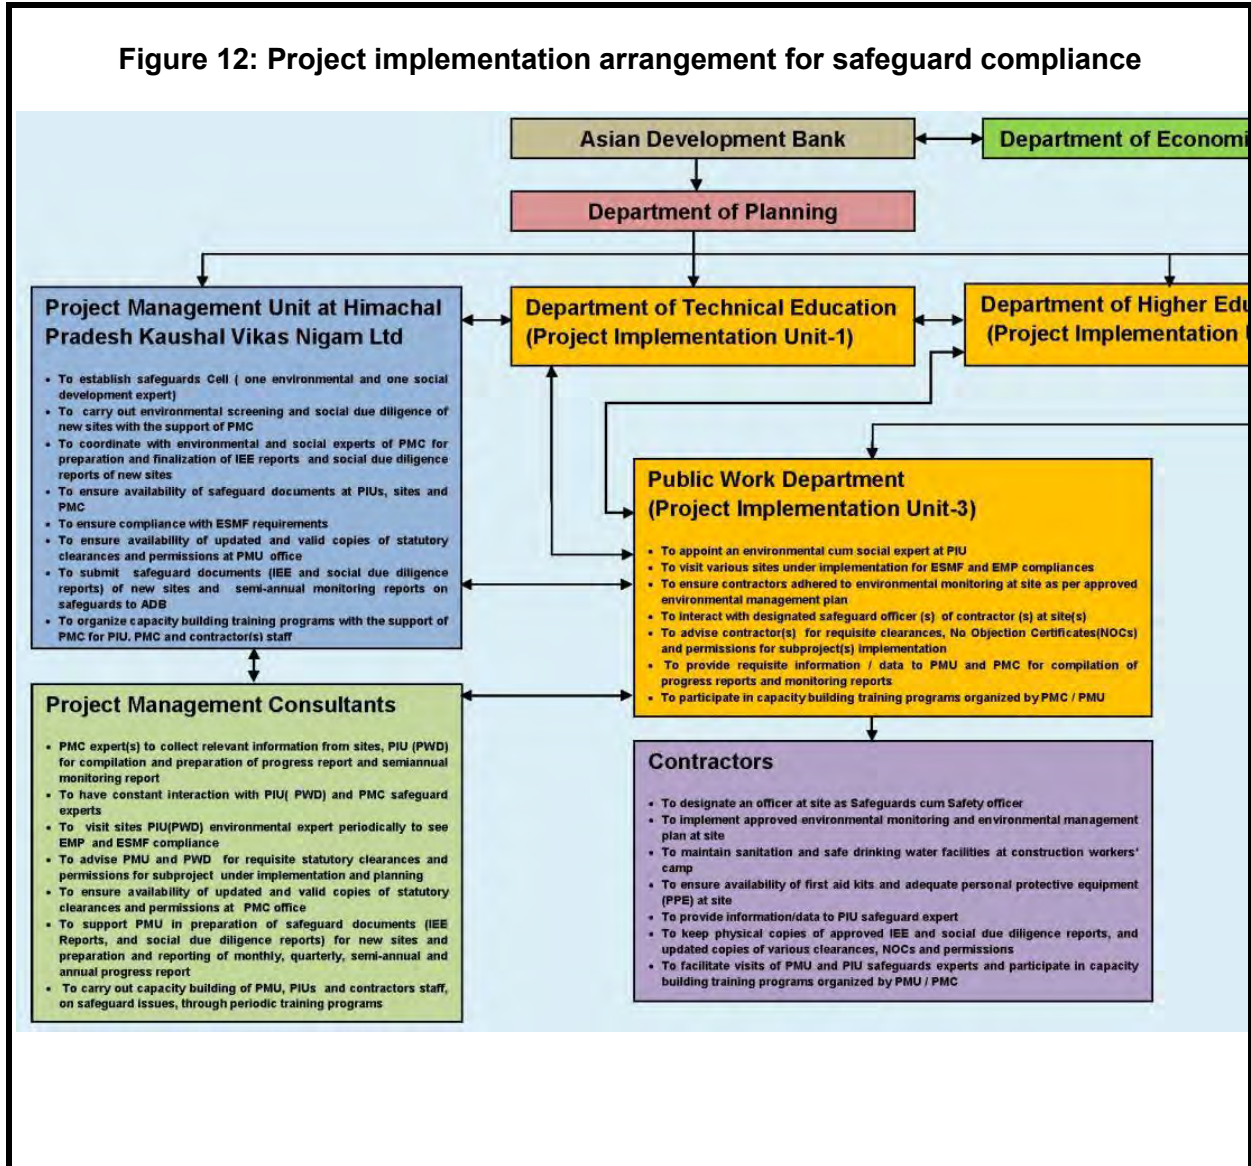 Figure 12: Project implementation arrangement for safeguard compliance
Asian Development Bank
Department of Economi
Department of Planning
Project Management Unit at Himachal
Pradesh Kaushal Vikas Nigam Ltd
• To establish safeguards Cell ( one environmental and one social
development expert)
• To carry out environmental screening and social due diligence of
new sites with the support of PMC
• To coordinate with environmental and social experts of PMC for
preparation and finalization of IEE reports and social due diligence
reports of new sites
• To ensure availability of safeguard documents at PIUs, sites and
PMC
• To ensure compliance with ESMF requirements
• To ensure availability of updated and valid copies of statutory
clearances and permissions at PMU office
• To submit safeguard documents (IEE and social due diligence
reports) of new sites and semi-annual monitoring reports on
safeguards to ADB
• To organize capacity building training programs with the support of
PMC for PIU. PMC and contractor(s) staff
Department of Technical Education
(Project Implementation Unit-1)
Department of Higher Edu
(Project Implementation
Public Work Department
(Project Implementation Unit-3)
• To appoint an environmental cum social expert at PIU
• To visit various sites under implementation for ESMF and EMP compliances
• To ensure contractors adhered to environmental monitoring at site as per approved
environmental management plan
• To interact with designated safeguard officer (s) of contractor (s) at site(s)
• To advise contractor(s) for requisite clearances, No Objection Certificates(NOCs)
and permissions for subproject(s) implementation
• To provide requisite information / data to PMU and PMC for compilation of
progress reports and monitoring reports
• To participate in capacity building training programs organized by PMC / PMU
Project Management Consultants
• PMC expert(s) to collect relevant information from sites, PIU (PWD)
for compilation and preparation of progress report and semiannual
monitoring report
• To have constant interaction with PIU( PWD) and PMC safeguard
experts
• To visit sites PIU(PWD) environmental expert periodically to see
EMP and ESMF compliance
• To advise PMU and PWD for requisite statutory clearances and
permissions for subproject under implementation and planning
• To ensure availability of updated and valid copies of statutory
clearances and permissions at PMC office
• To support PMU in preparation of safeguard documents (IEE
Reports, and social due diligence reports) for new sites and
preparation and reporting of monthly, quarterly, semi-annual and
annual progress report
• To carry out capacity building of PMU, PIUs and contractors staff,
on safeguard issues, through periodic training programs
Contractors
• To designate an officer at site as Safeguards cum Safety officer
• To implement approved environmental monitoring and environmental management
plan at site
• To maintain sanitation and safe drinking water facilities at construction workers'
camp
• To ensure availability of first aid kits and adequate personal protective equipment
(PPE) at site
• To provide information/data to PIU safeguard expert
• To keep physical copies of approved IEE and social due diligence reports, and
updated copies of various clearances, NOCs and permissions
• To facilitate visits of PMU and PIU safeguards experts and participate in capacity
building training programs organized by PMU / PMC